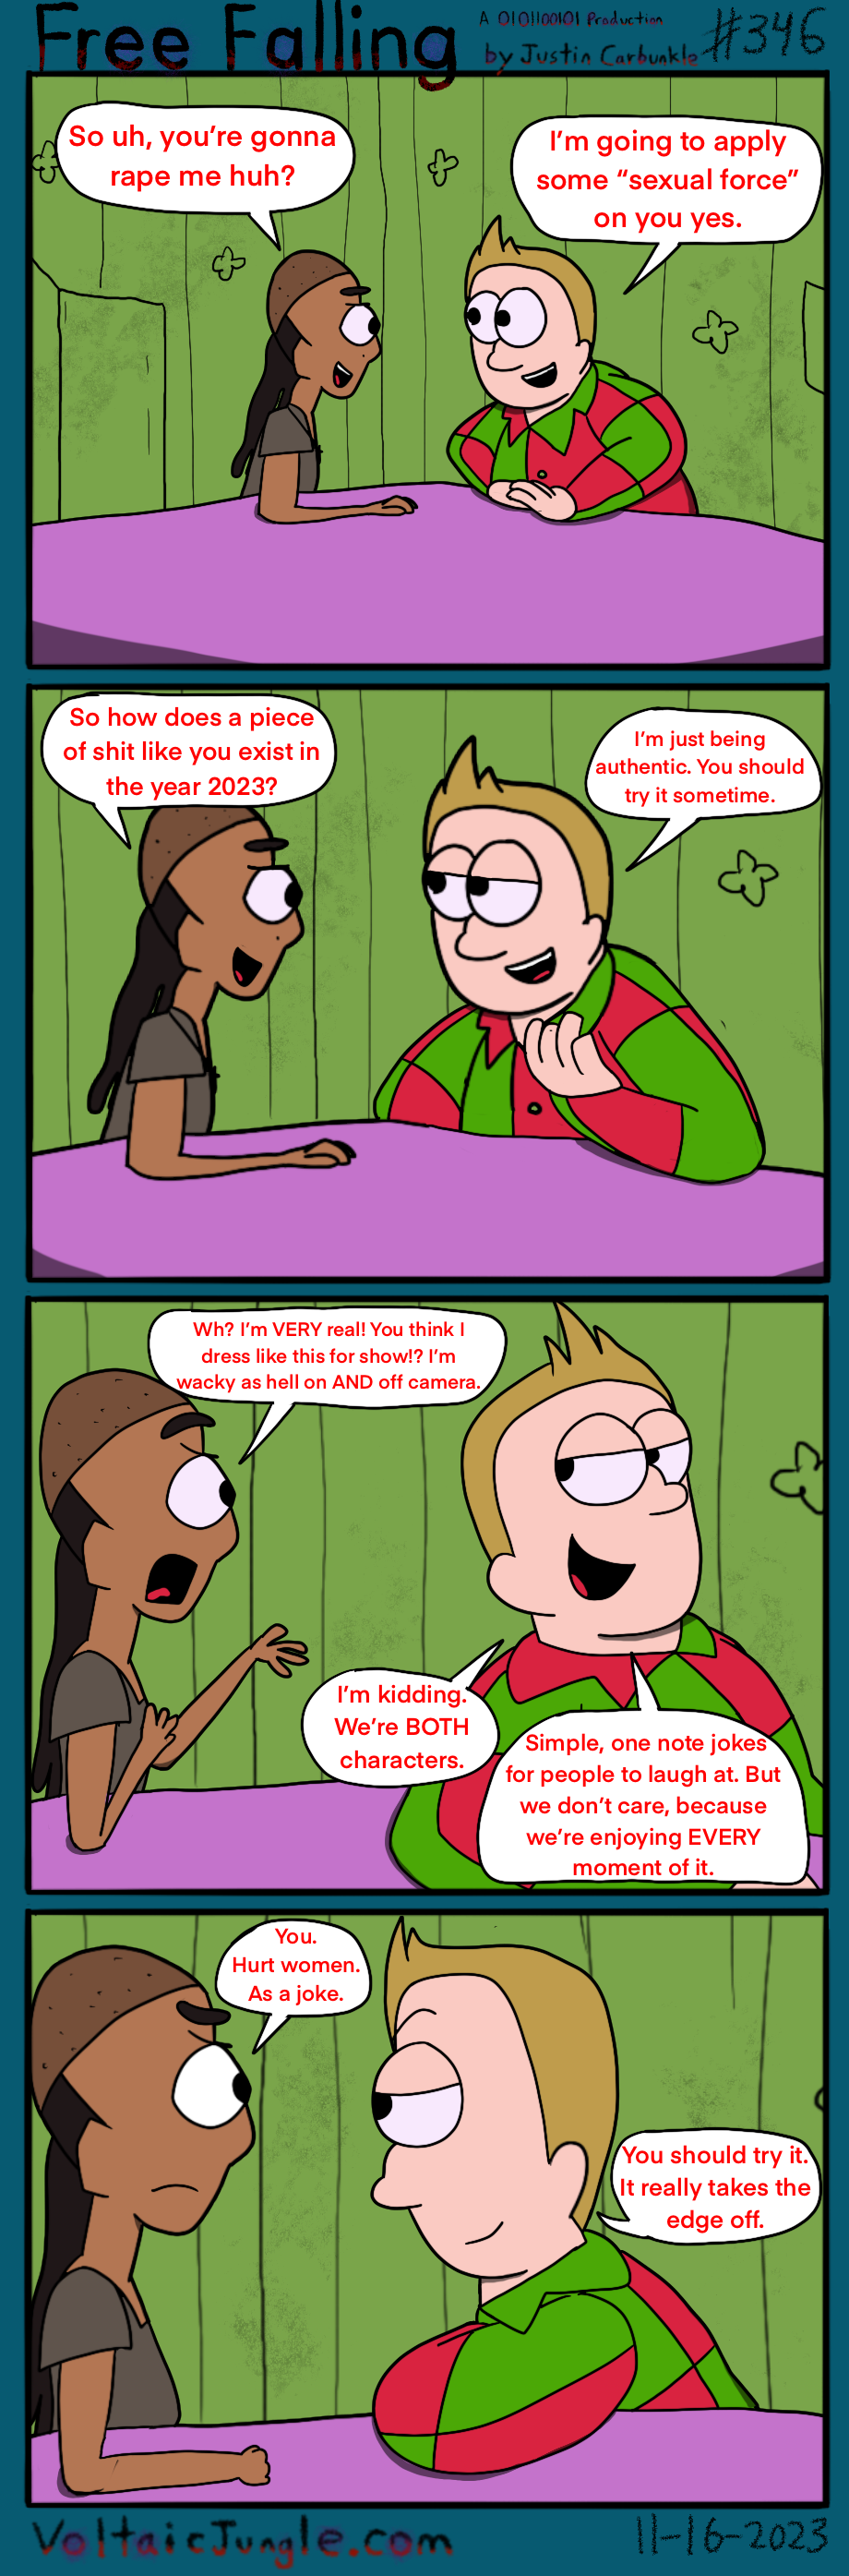 Free Falling
A 0101100101 Production
by Justin Carbunkle
#346
So uh, you’re gonna
rape me huh?
I’m going to apply
some “sexual force”
on you yes.
So how does a piece
of shit like you exist in
the year 2023?
I’m just being
authentic. You should
try it sometime.
Wh? I’m VERY real! You think I
dress like this for show!? I’m
wacky as hell on AND off camera.
I’m kidding.
We’re BOTH
characters.
Simple, one note jokes
for people to laugh at. But
we don’t care, because
we’re enjoying EVERY
moment of it.
You.
Hurt women.
As a joke.
You should try it.
It really takes the
edge off.
VoltaicJungle.com
11-16-2023